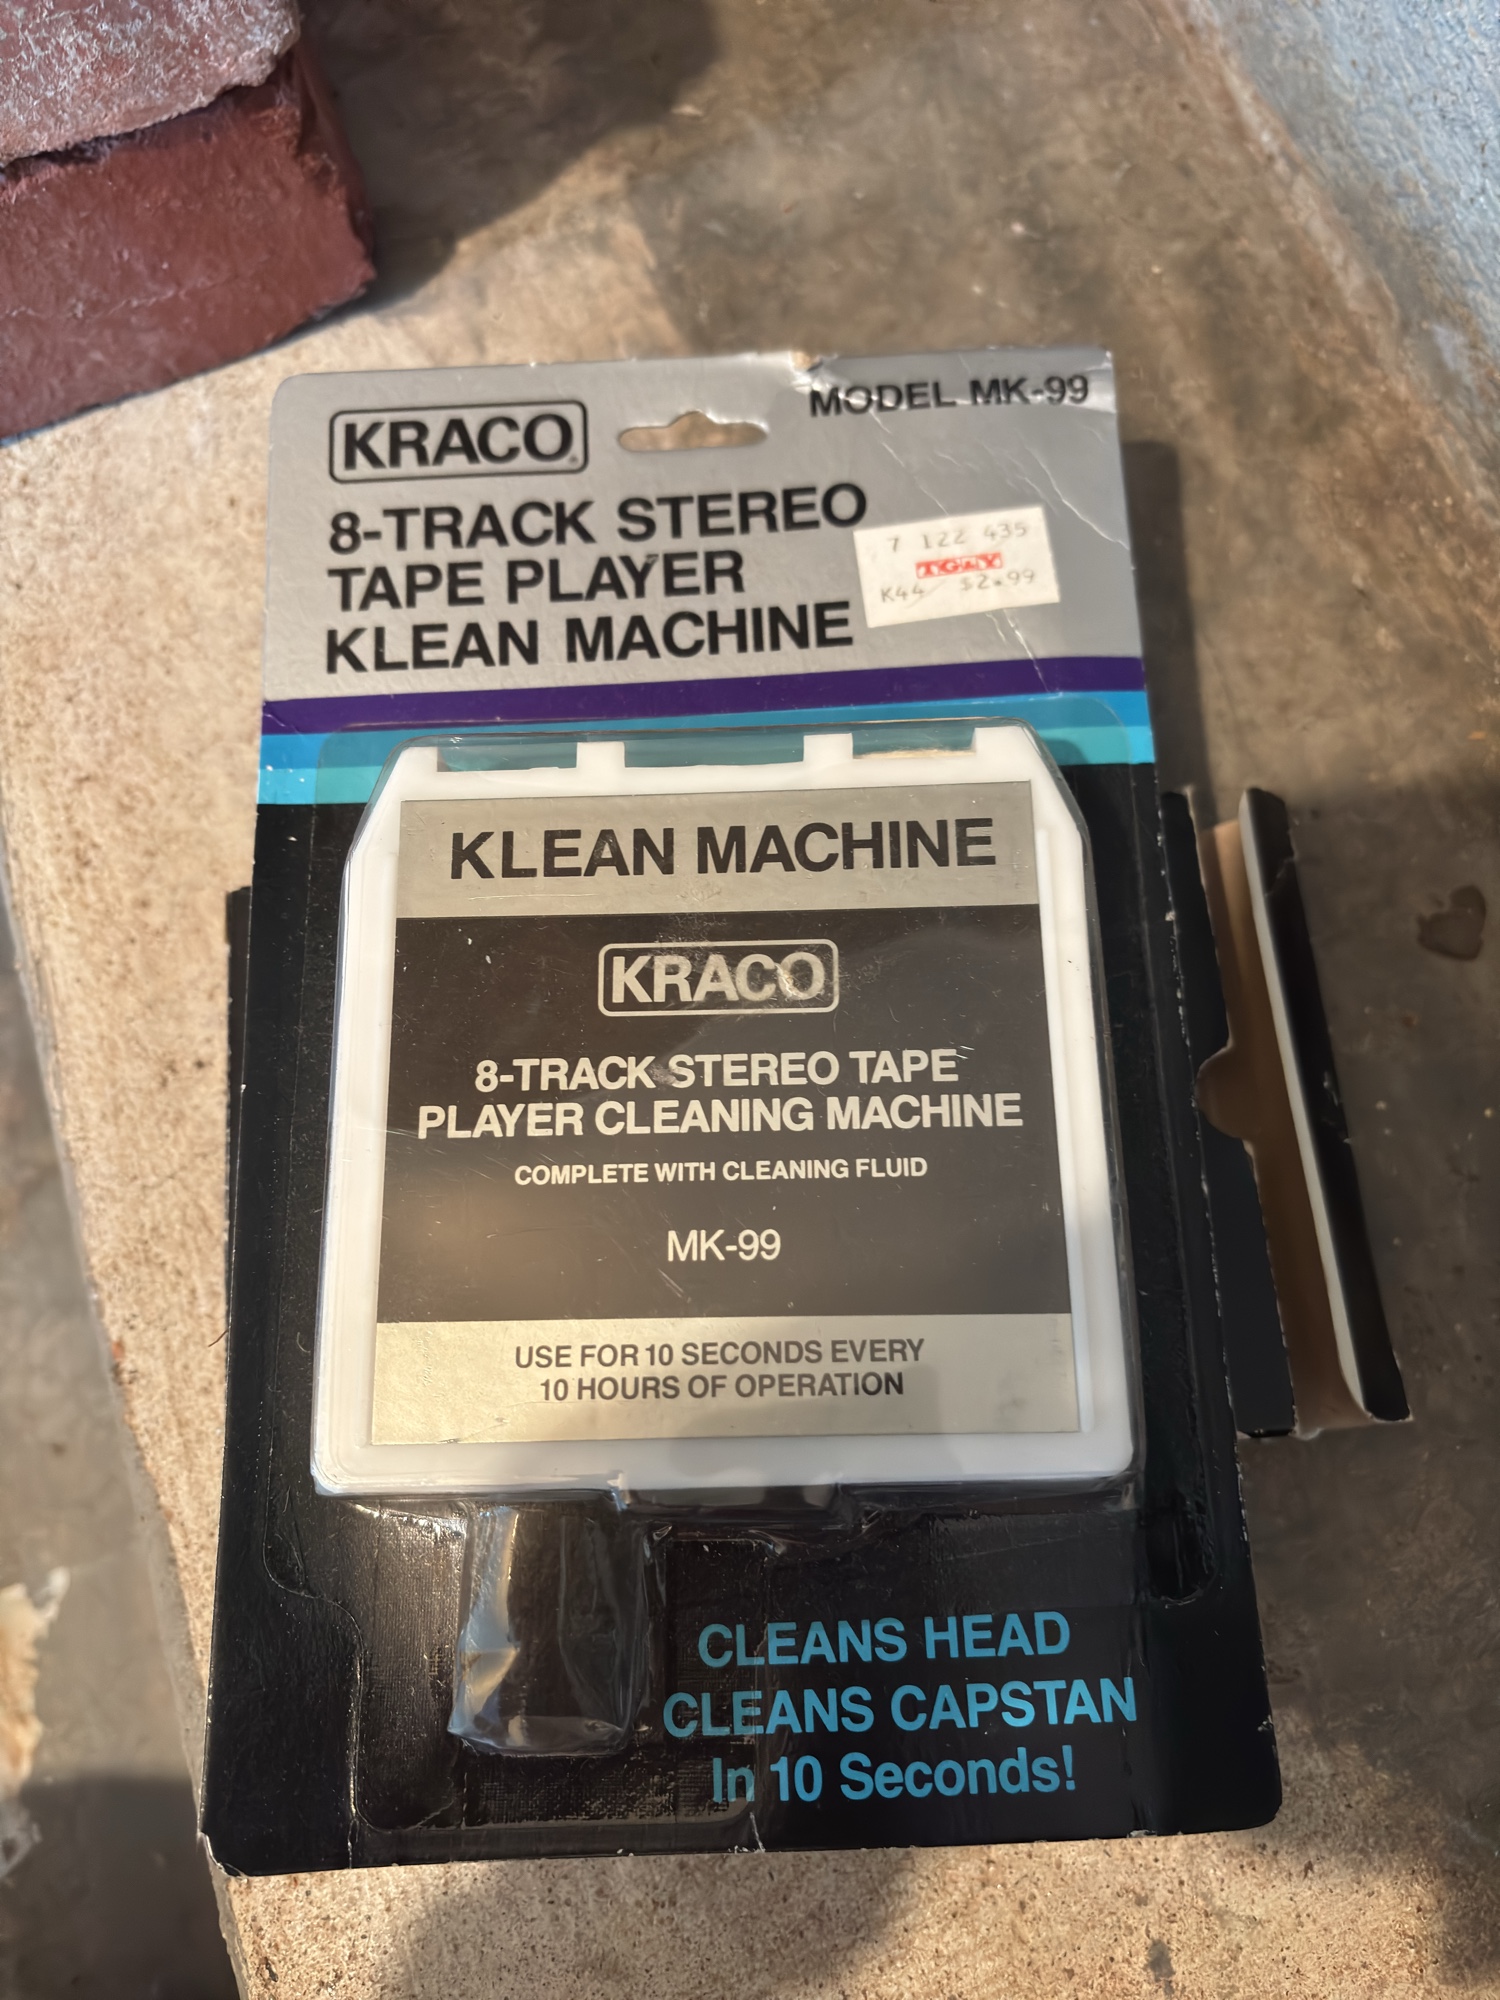 KRACO
MODEL MK-99
8-TRACK STEREO
TAPE PLAYER
KLEAN MACHINE
7 122 435
TG&Y
K44 $2.99
KLEAN MACHINE
KRACO
8-TRACK STEREO TAPE
PLAYER CLEANING MACHINE
COMPLETE WITH CLEANING FLUID
MK-99
USE FOR 10 SECONDS EVERY
10 HOURS OF OPERATION
CLEANS HEAD
CLEANS CAPSTAN
In 10 Seconds!